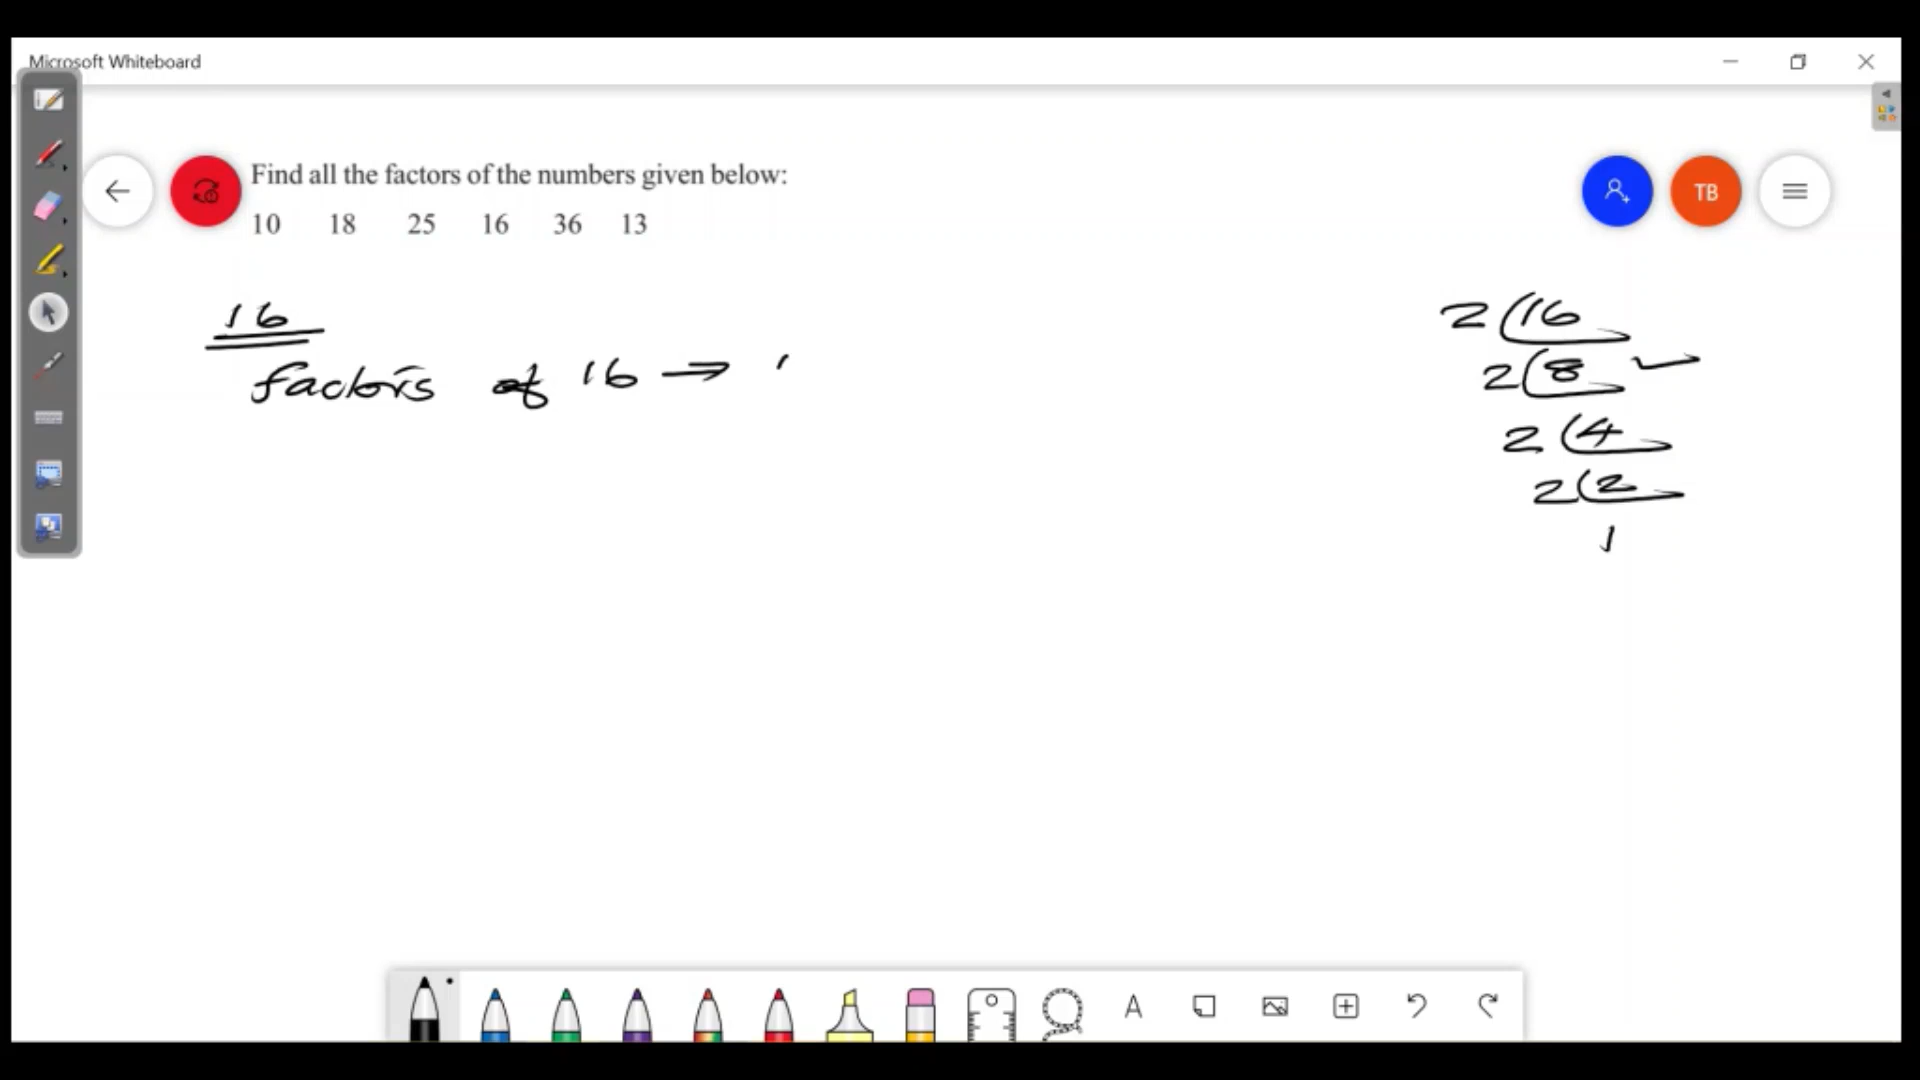 Microsoft Whiteboard
Find all the factors of the numbers given below:
10 18 25 16 36 13
TB
16
factors of 16 → 1
2 (16
2 (8 ✓
2 (4
2 (2
1
A